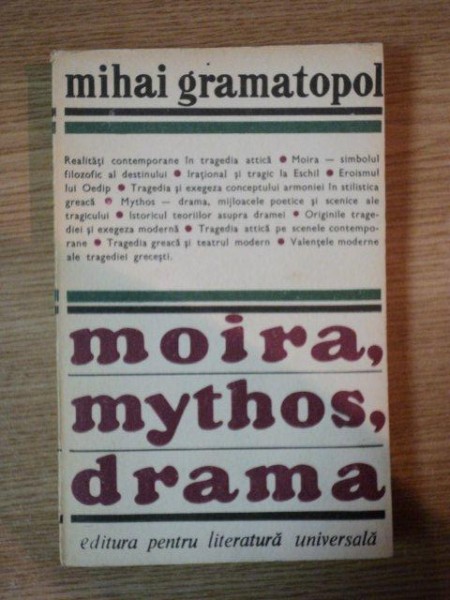 mihai gramatopol
Realități contemporane în tragedia attică ● Moira — simbolul
filozofic al destinului ● Irațional și tragic la Eschil ● Eroismul
lui Oedip ● Tragedia și exegeza conceptului armoniei în stilistica
greacă ● Mythos — drama, mijloacele poetice și scenice ale
tragicului ● Istoricul teoriilor asupra dramei ● Originile trage-
diei și exegeza modernă ● Tragedia attică pe scenele contempo-
rane ● Tragedia greacă și teatrul modern ● Valențele moderne
ale tragediei grecești.
moira,
mythos,
drama
editura pentru literatură universală